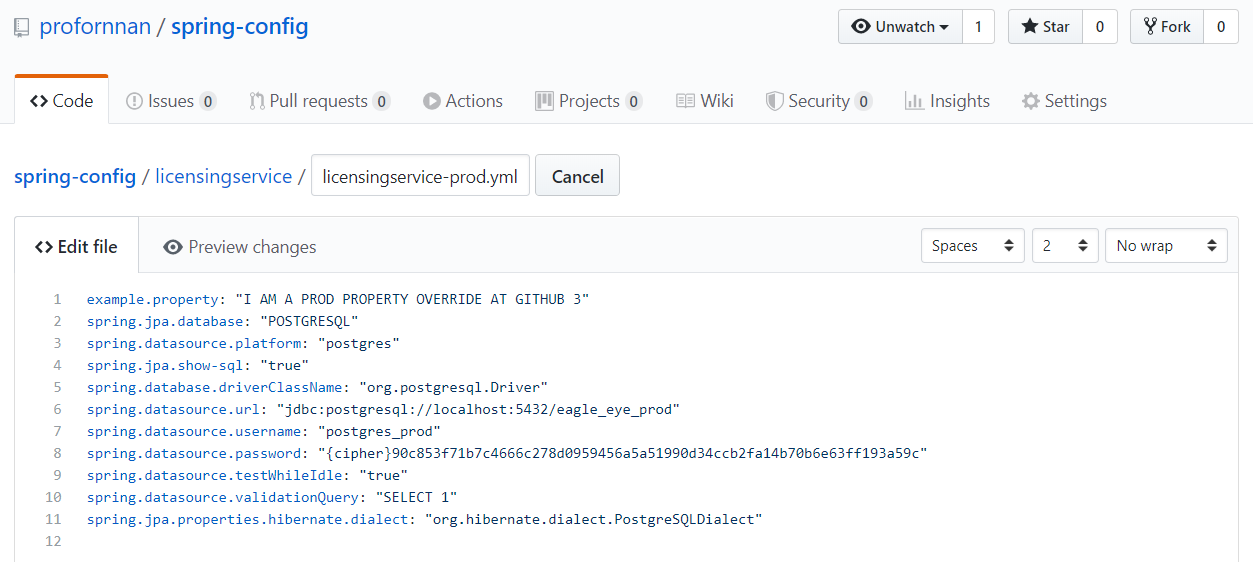 profornnan / spring-config
Unwatch 1 Star 0 Fork 0
Code Issues 0 Pull requests 0 Actions Projects 0 Wiki Security 0 Insights Settings
spring-config / licensingservice / licensingservice-prod.yml Cancel
<> Edit file Preview changes Spaces 2 No wrap
1 example.property: "I AM A PROD PROPERTY OVERRIDE AT GITHUB 3"
2 spring.jpa.database: "POSTGRESQL"
3 spring.datasource.platform: "postgres"
4 spring.jpa.show-sql: "true"
5 spring.database.driverClassName: "org.postgresql.Driver"
6 spring.datasource.url: "jdbc:postgresql://localhost:5432/eagle_eye_prod"
7 spring.datasource.username: "postgres_prod"
8 spring.datasource.password: "{cipher}90c853f71b7c4666c278d0959456a5a51990d34ccb2fa14b70b6e63ff193a59c"
9 spring.datasource.testWhileIdle: "true"
10 spring.datasource.validationQuery: "SELECT 1"
11 spring.jpa.properties.hibernate.dialect: "org.hibernate.dialect.PostgreSQLDialect"
12